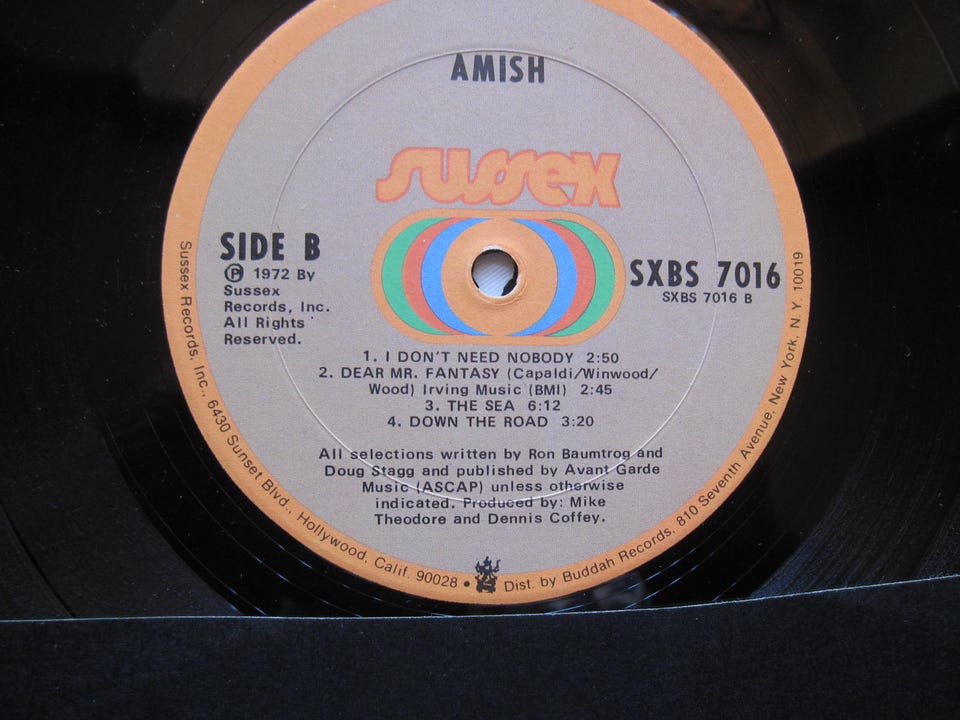 AMISH
sussex
SIDE B
Ⓟ 1972 By
Sussex
Records, Inc.
All Rights
Reserved.
SXBS 7016
SXBS 7016 B
1. I DON'T NEED NOBODY 2:50
2. DEAR MR. FANTASY (Capaldi/Winwood/
Wood) Irving Music (BMI) 2:45
3. THE SEA 6:12
4. DOWN THE ROAD 3:20
All selections written by Ron Baumtrog and
Doug Stagg and published by Avant Garde
Music (ASCAP) unless otherwise
indicated. Produced by: Mike
Theodore and Dennis Coffey.
Sussex Records, Inc., 6430 Sunset Blvd., Hollywood, Calif. 90028 • Dist. by Buddah Records, 810 Seventh Avenue, New York, N.Y. 10019